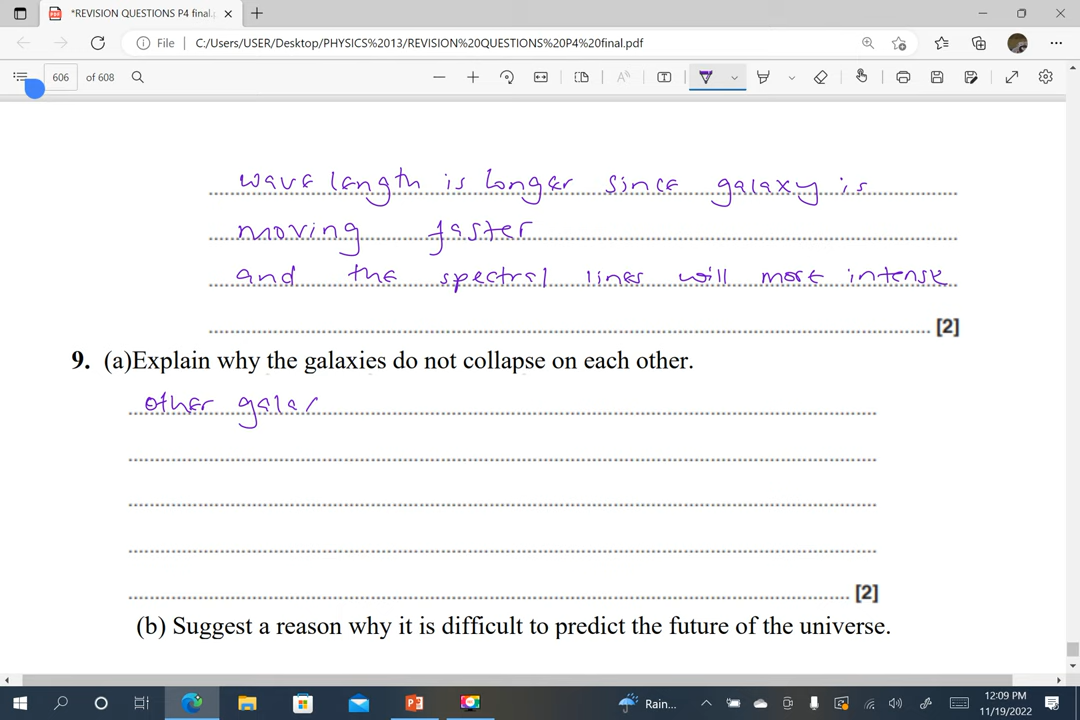 *REVISION QUESTIONS P4 final.
File C:/Users/USER/Desktop/PHYSICS%2013/REVISION%20QUESTIONS%20P4%20final.pdf
606 of 608
wave length is longer since galaxy is
moving faster
and the spectral lines will more intense
[2]
9. (a)Explain why the galaxies do not collapse on each other.
other galax
[2]
(b) Suggest a reason why it is difficult to predict the future of the universe.
Rain...
12:09 PM
11/19/2022